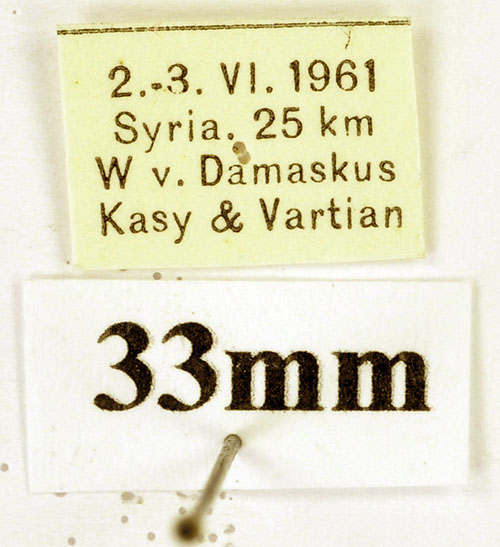 2.-3. VI. 1961
Syria. 25 km
W v. Damaskus
Kasy & Vartian
33mm